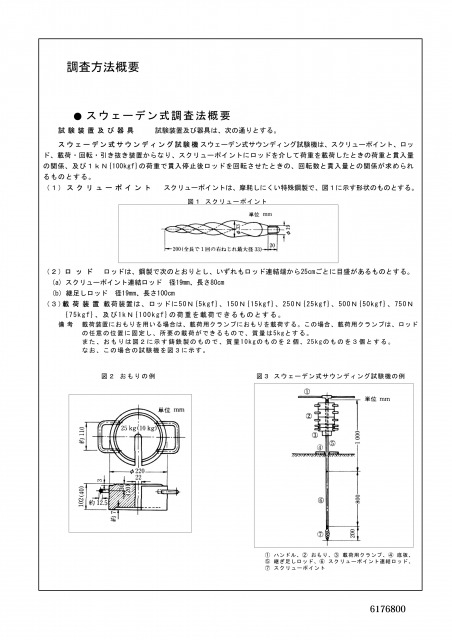 調査方法概要
● スウェーデン式調査法概要
試験装置及び器具 試験装置及び器具は、次の通りとする。
スウェーデン式サウンディング試験機 スウェーデン式サウンディング試験機は、スクリューポイント、ロッ
ド、載荷・回転・引き抜き装置からなり、スクリューポイントにロッドを介して荷重を載荷したときの荷重と貫入量
の関係、及び１ｋＮ{100kgf}の荷重で貫入停止後ロッドを回転させたときの、回転数と貫入量との関係が求められ
るものとする。
(１) スクリューポイント スクリューポイントは、摩耗しにくい特殊鋼製で、図１に示す形状のものとする。
図１ スクリューポイント
単位 mm
200(全長で１回の右ねじれ最大径 33)
20
(２) ロッド ロッドは、鋼製で次のとおりとし、いずれもロッド連結端から25cmごとに目盛があるものとする。
(a) スクリューポイント連結ロッド 径19mm、長さ80cm
(b) 継足しロッド 径19mm、長さ100cm
(３) 載荷装置 載荷装置は、ロッドに50N{5kgf}、150N{15kgf}、250N{25kgf}、500N{50kgf}、750N
{75kgf}、及び1kN{100kgf}の荷重を載荷できるものとする。
備考 載荷装置におもりを用いる場合は、載荷用クランプにおもりを載荷する。この場合、載荷用クランプは、ロッド
の任意の位置に固定し、所要の載荷ができるもので、質量は5kgとする。
また、おもりは図２に示す鋳鉄製のもので、質量10kgのものを２個、25kgのものを３個とする。
なお、この場合の試験機を図３に示す。
図２ おもりの例
単位 mm
25 kg(10 kg)
約 110
φ 220
22
102(40)
約 12.5
図３ スウェーデン式サウンディング試験機の例
単位 mm
①
②
③
④
⑤
⑥
⑦
1 000
800
200
① ハンドル、② おもり、③ 載荷用クランプ、④ 底板、
⑤ 継ぎ足しロッド、⑥ スクリューポイント連結ロッド、
⑦ スクリューポイント
6176800